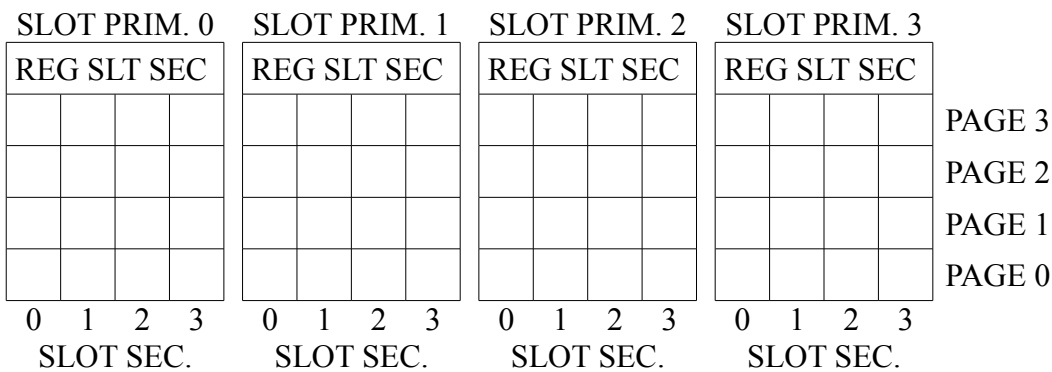 SLOT PRIM. 0 SLOT PRIM. 1 SLOT PRIM. 2 SLOT PRIM. 3
REG SLT SEC REG SLT SEC REG SLT SEC REG SLT SEC
PAGE 3
PAGE 2
PAGE 1
PAGE 0
0 1 2 3 0 1 2 3 0 1 2 3 0 1 2 3
SLOT SEC. SLOT SEC. SLOT SEC. SLOT SEC.